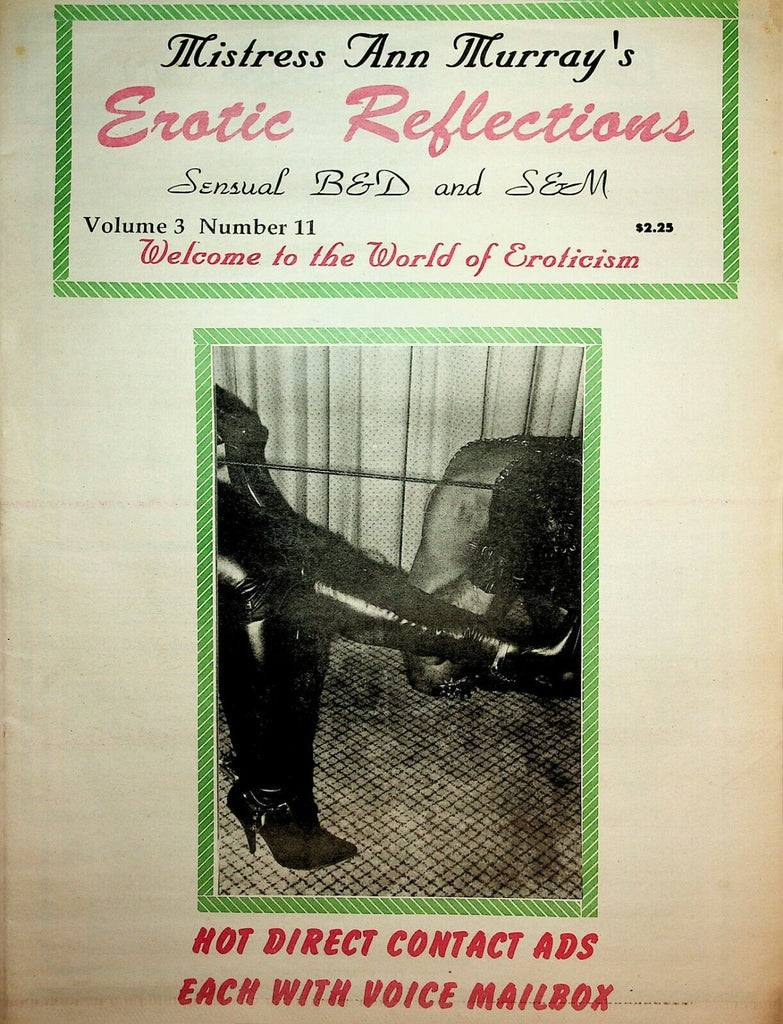 Mistress Ann Murray's
Erotic Reflections
Sensual B&D and S&M
Volume 3 Number 11 $2.25
Welcome to the World of Eroticism
HOT DIRECT CONTACT ADS
EACH WITH VOICE MAILBOX